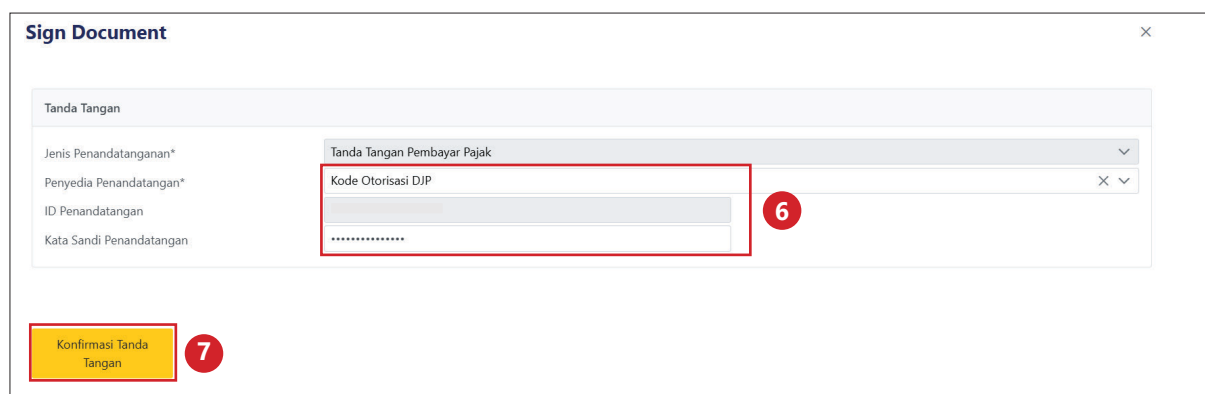 Sign Document
Tanda Tangan
Jenis Penandatanganan* Tanda Tangan Pembayar Pajak
Penyedia Penandatangan* Kode Otorisasi DJP
ID Penandatangan
6
Kata Sandi Penandatangan •••••••••••••••
Konfirmasi Tanda
Tangan
7